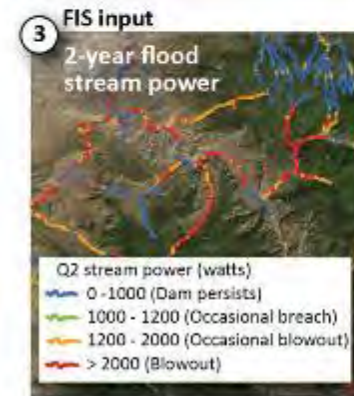 3
FIS input
2-year flood
stream power
Q2 stream power (watts)
0 -1000 (Dam persists)
1000 - 1200 (Occasional breach)
1200 - 2000 (Occasional blowout)
> 2000 (Blowout)